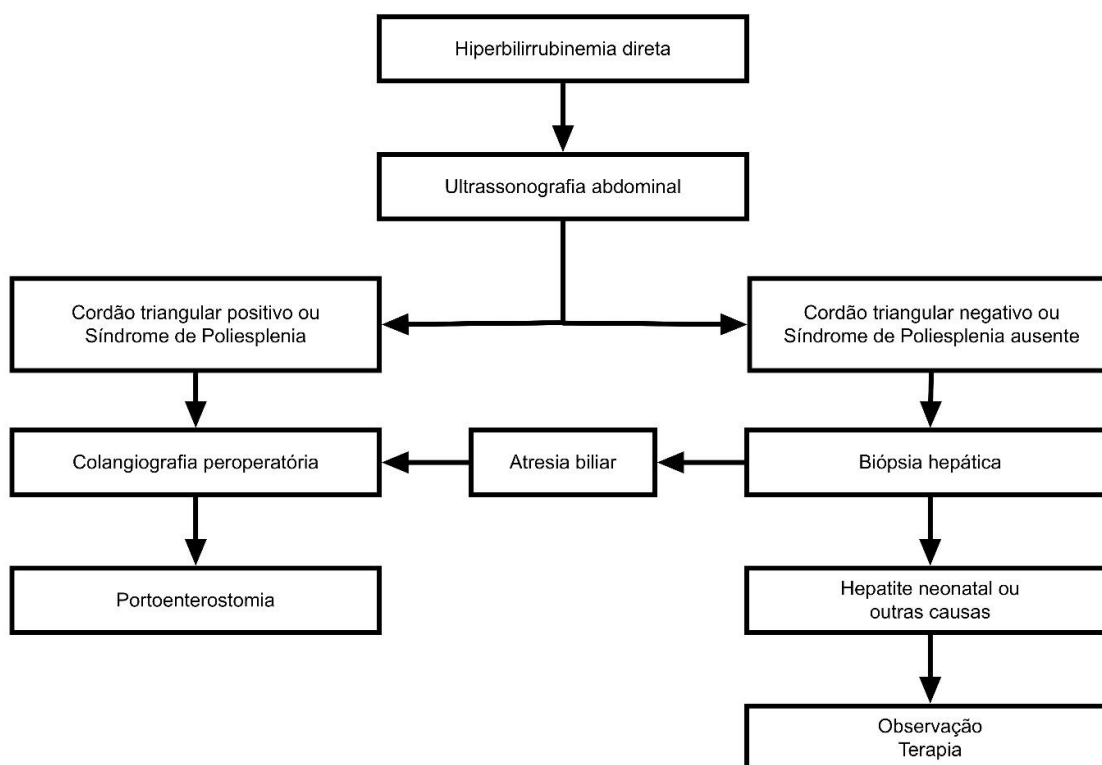 Hiperbilirrubinemia direta
Ultrassonografia abdominal
Cordão triangular positivo ou
Síndrome de Poliesplenia
Cordão triangular negativo ou
Síndrome de Poliesplenia ausente
Colangiografia peroperatória
Atresia biliar
Biópsia hepática
Portoenterostomia
Hepatite neonatal ou
outras causas
Observação
Terapia